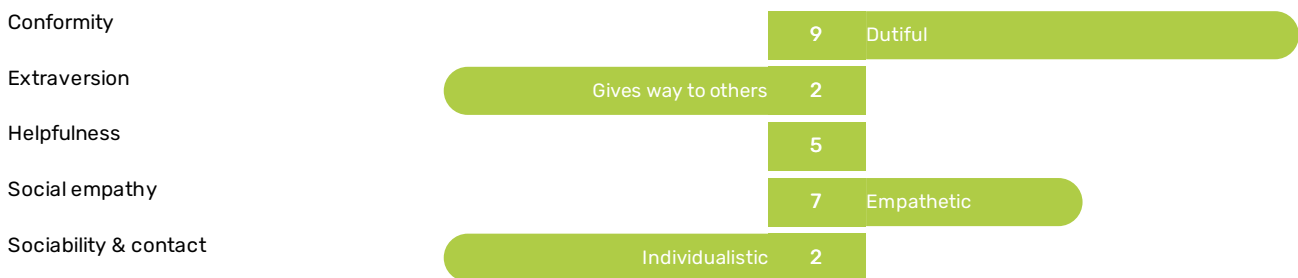 Conformity 9 Dutiful
Extraversion Gives way to others 2
Helpfulness 5
Social empathy 7 Empathetic
Sociability & contact Individualistic 2